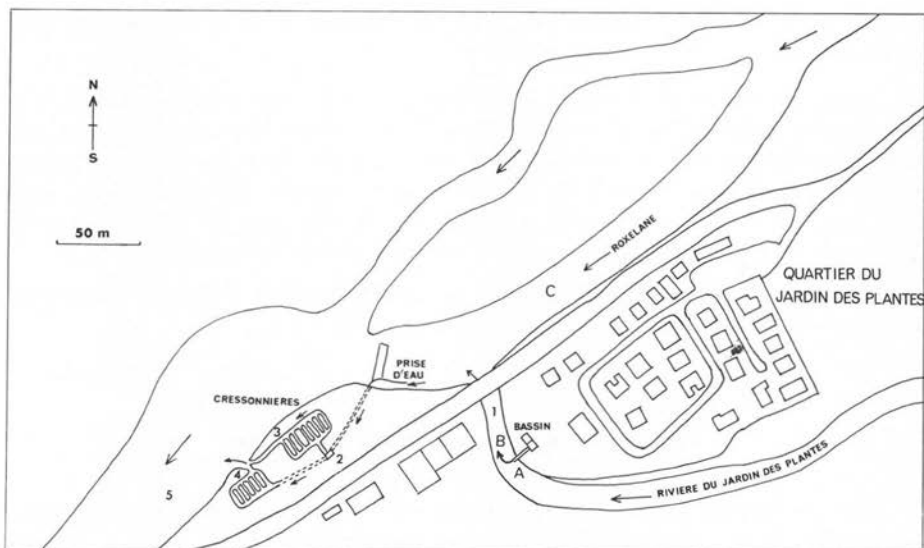 N
S
50 m
ROXELANE
C
QUARTIER DU
JARDIN DES PLANTES
PRISE
D'EAU
CRESSONNIERES
1
BASSIN
3
B
2
A
4
5
RIVIERE DU JARDIN DES PLANTES